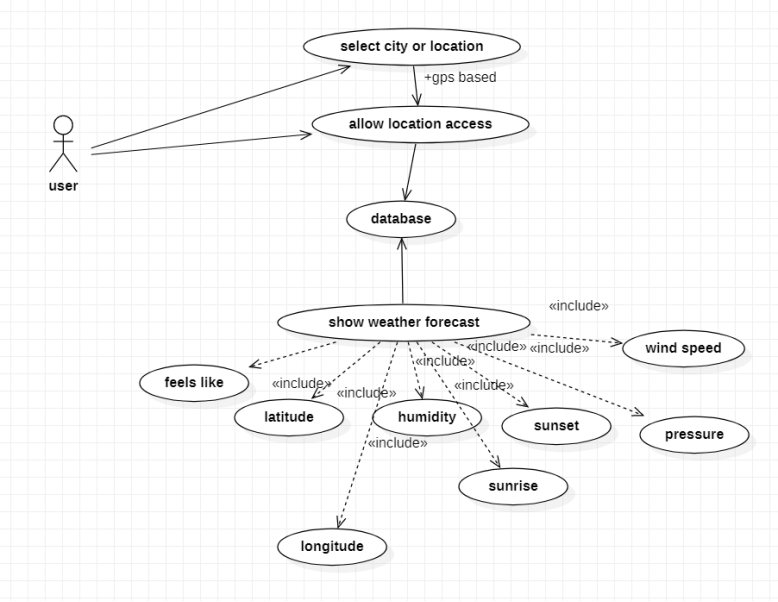 select city or location
+gps based
allow location access
user
database
«include»
show weather forecast
«include» «include»
wind speed
«include»
feels like
«include»
«include»
«include»
latitude
humidity
sunset
pressure
«include»
sunrise
longitude